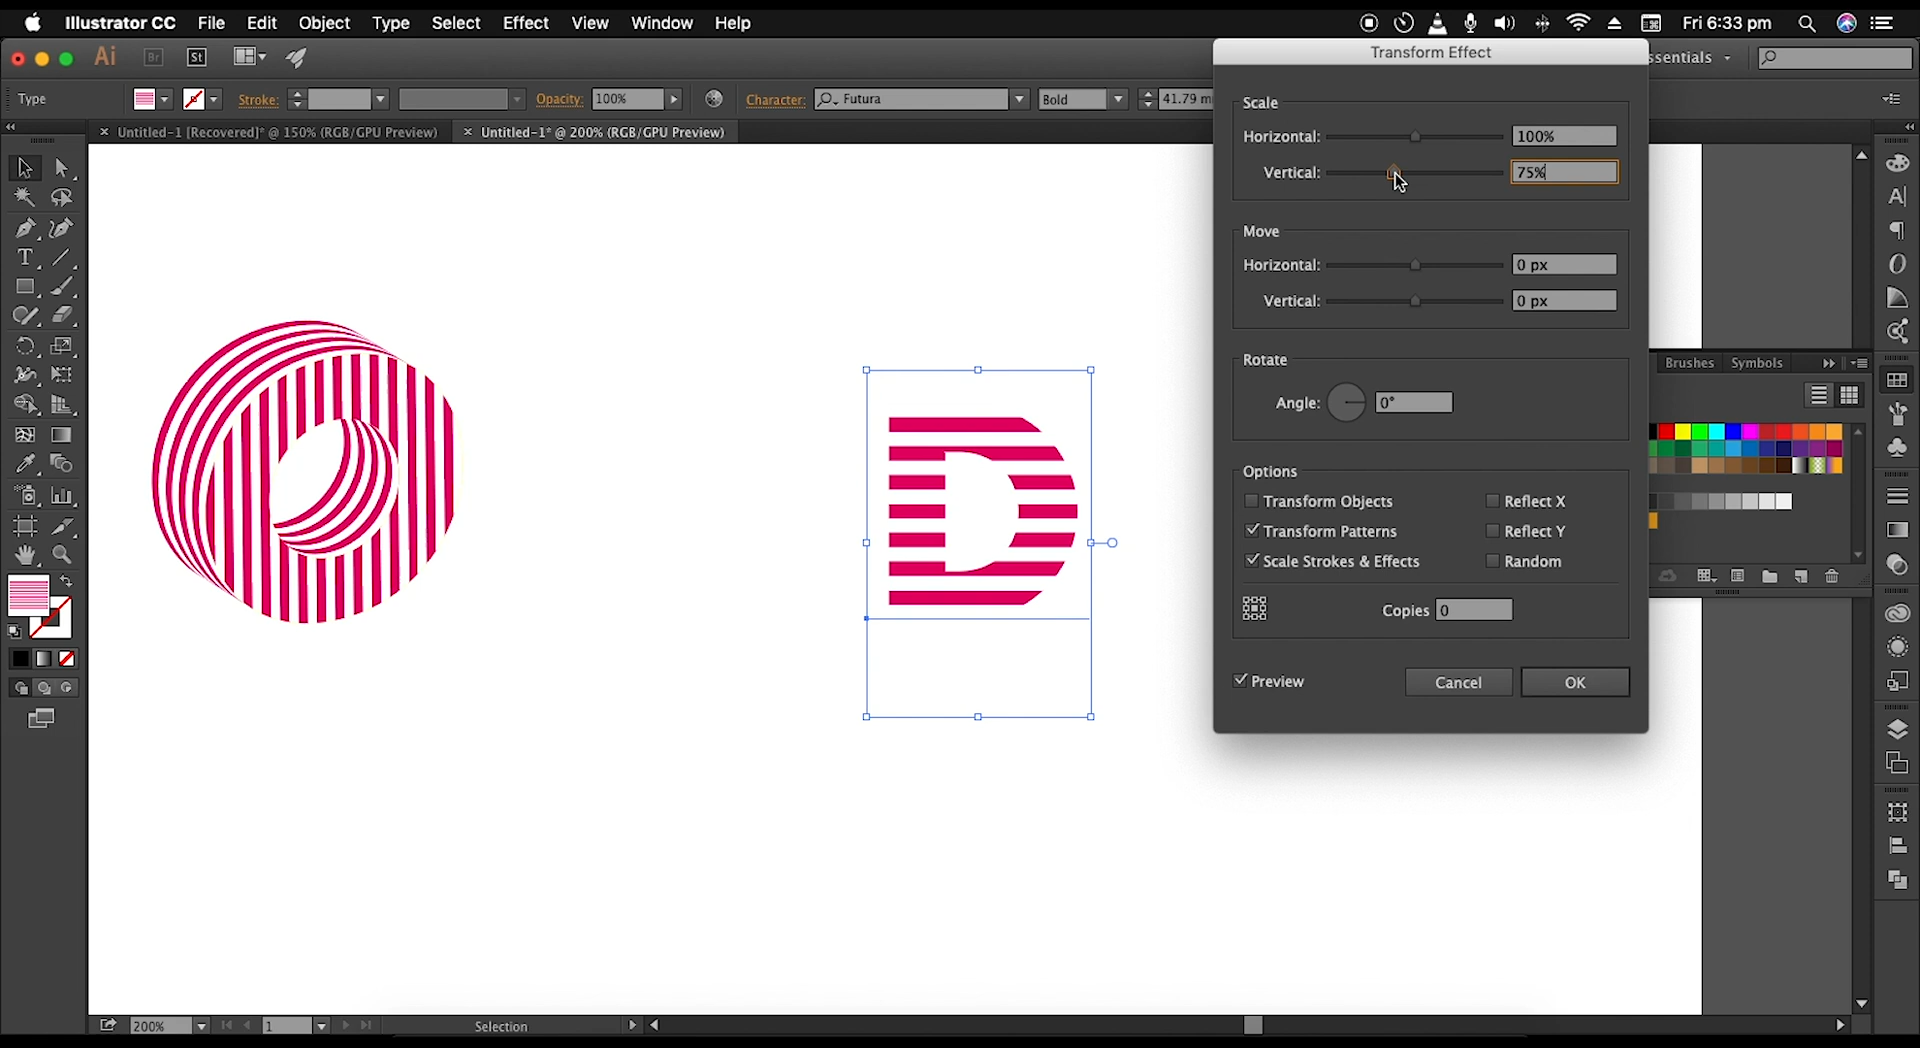 Illustrator CC File Edit Object Type Select Effect View Window Help Fri 6:33 pm
Ai Br St
Transform Effect
ssentials
Type Stroke: Opacity: 100% Character: Futura Bold 41.79 m
× Untitled-1 [Recovered]* @ 150% (RGB/GPU Preview) × Untitled-1* @ 200% (RGB/GPU Preview)
Scale
Horizontal: 100%
Vertical: 75%
Move
Horizontal: 0 px
Vertical: 0 px
Rotate
Angle: 0°
Brushes Symbols
Options
Transform Objects Reflect X
Transform Patterns Reflect Y
Scale Strokes & Effects Random
Copies 0
Preview Cancel OK
D
200% 1 Selection